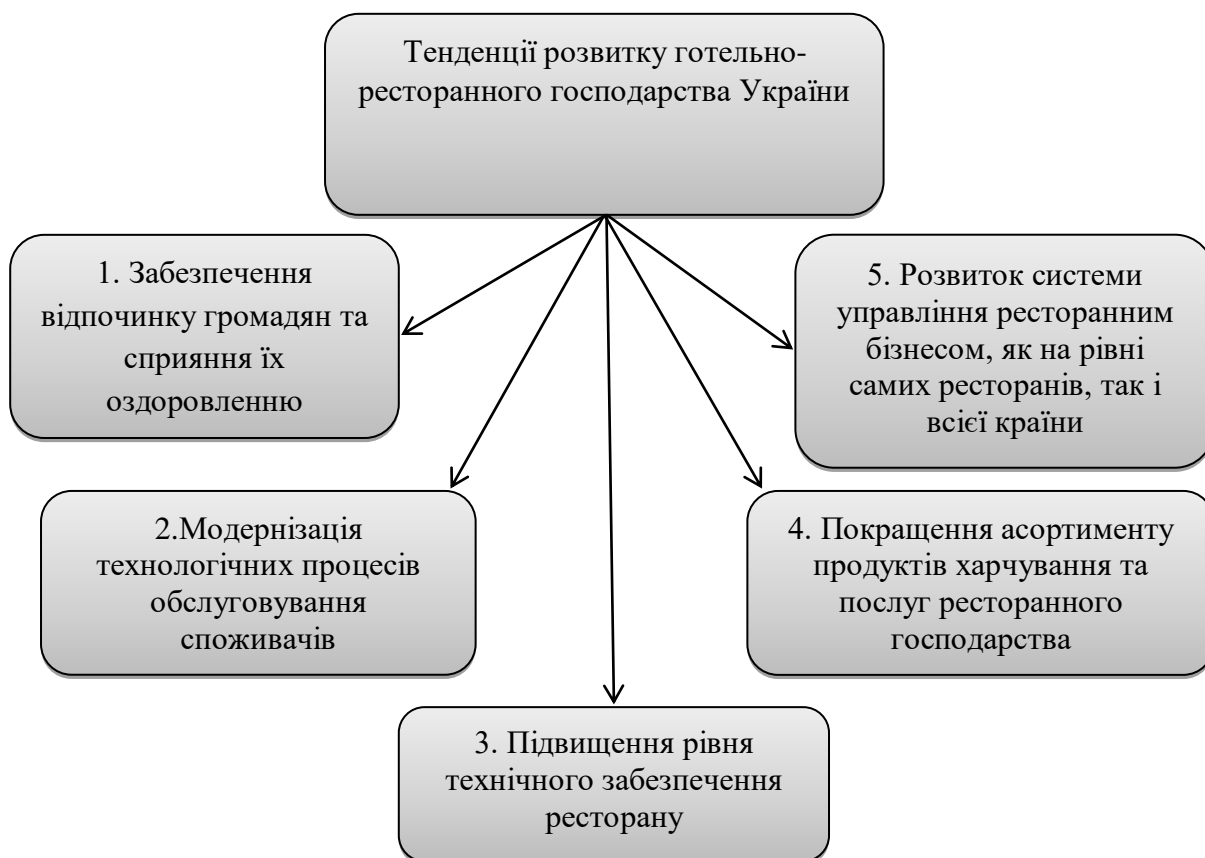 Тенденції розвитку готельно-
ресторанного господарства України
1. Забезпечення
відпочинку громадян та
сприяння їх
оздоровленню
2.Модернізація
технологічних процесів
обслуговування
споживачів
3. Підвищення рівня
технічного забезпечення
ресторану
4. Покращення асортименту
продуктів харчування та
послуг ресторанного
господарства
5. Розвиток системи
управління ресторанним
бізнесом, як на рівні
самих ресторанів, так і
всієї країни